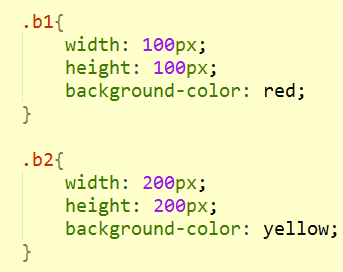 .b1{
    width: 100px;
    height: 100px;
    background-color: red;
}

.b2{
    width: 200px;
    height: 200px;
    background-color: yellow;
}